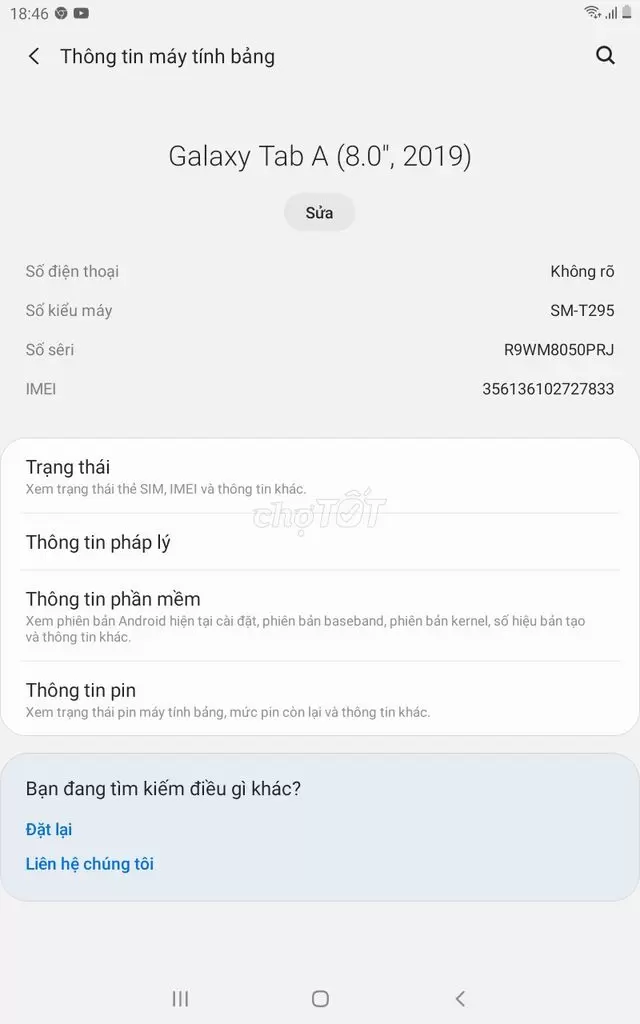 18:46
Thông tin máy tính bảng
Galaxy Tab A (8.0", 2019)
Sửa
Số điện thoại Không rõ
Số kiểu máy SM-T295
Số sêri R9WM8050PRJ
IMEI 356136102727833
Trạng thái
Xem trạng thái thẻ SIM, IMEI và thông tin khác.
chợTỐT
Thông tin pháp lý
Thông tin phần mềm
Xem phiên bản Android hiện tại cài đặt, phiên bản baseband, phiên bản kernel, số hiệu bản tạo
và thông tin khác.
Thông tin pin
Xem trạng thái pin máy tính bảng, mức pin còn lại và thông tin khác.
Bạn đang tìm kiếm điều gì khác?
Đặt lại
Liên hệ chúng tôi